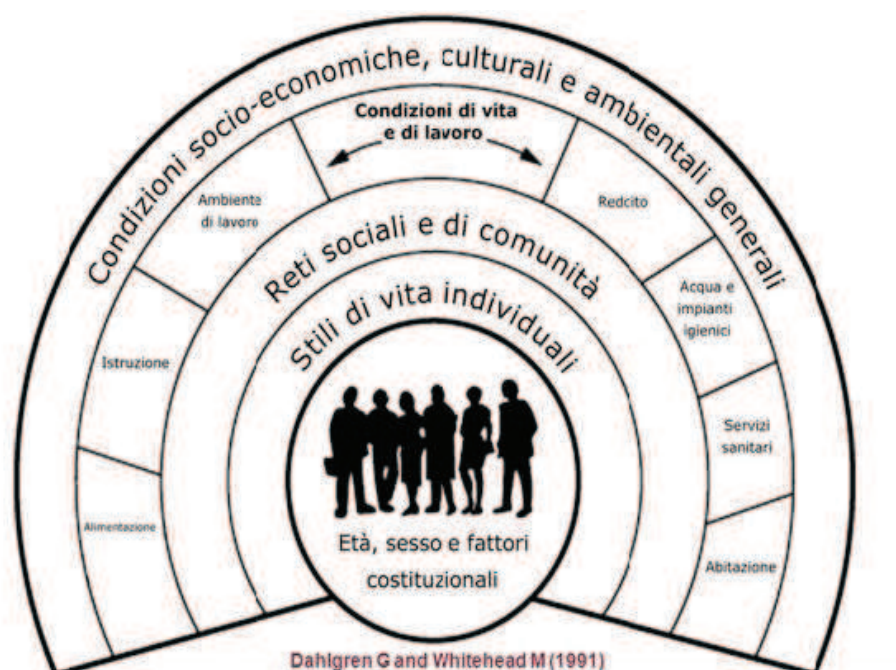 Condizioni socio-economiche, culturali e ambientali generali
Condizioni di vita
e di lavoro
Ambiente
di lavoro
Redcito
Reti sociali e di comunità
Acqua e
impianti
igienici
Stili di vita individuali
Istruzione
Servizi
sanitari
Alimentazione
Età, sesso e fattori
costituzionali
Abitazione
Dahlgren G and Whitehead M (1991)